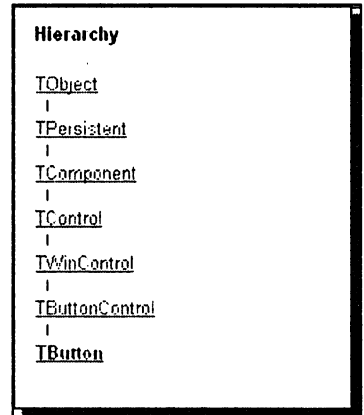 Hierarchy
TObject
TPersistent
TComponent
TControl
TWinControl
TButtonControl
TButton